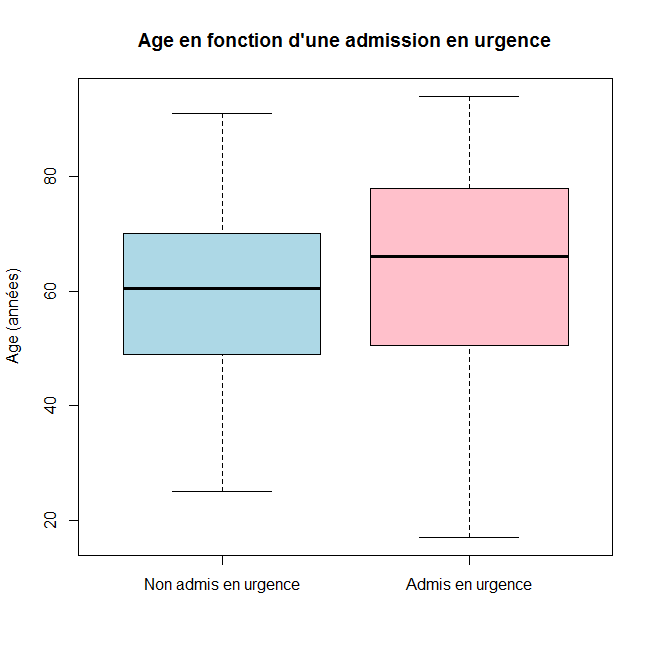 Age en fonction d'une admission en urgence
Age (années)
80
60
40
20
Non admis en urgence
Admis en urgence